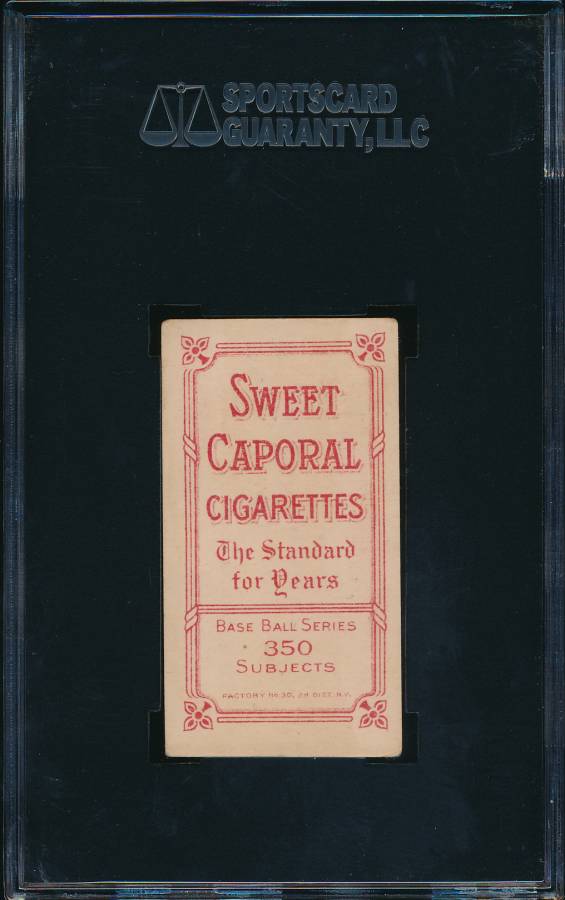 SPORTSCARD
GUARANTY, LLC
SWEET
CAPORAL
CIGARETTES
The Standard
for Years
BASE BALL SERIES
350
SUBJECTS
FACTORY No. 30, 2d DIST. N.Y.